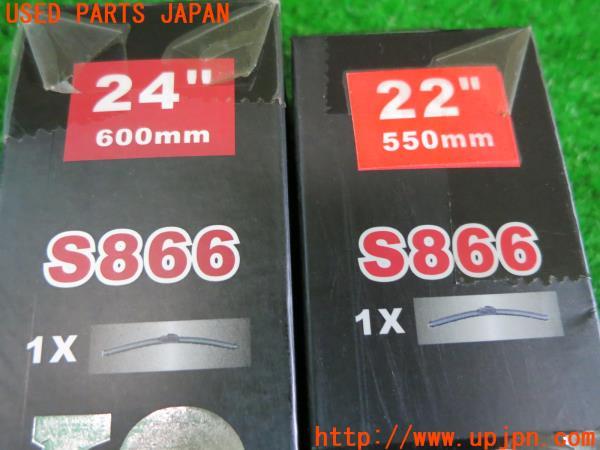 USED PARTS JAPAN
24"
600mm
S866
1X
22"
550mm
S866
1X
http://www.upjpn.com